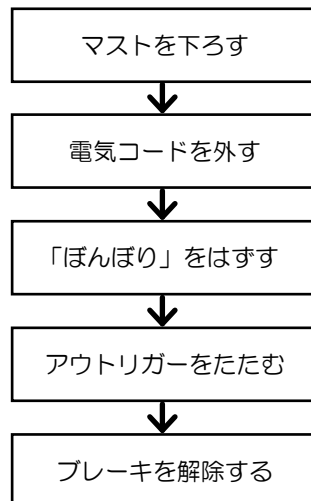 マストを下ろす
電気コードを外す
「ぼんぼり」をはずす
アウトリガーをたたむ
ブレーキを解除する